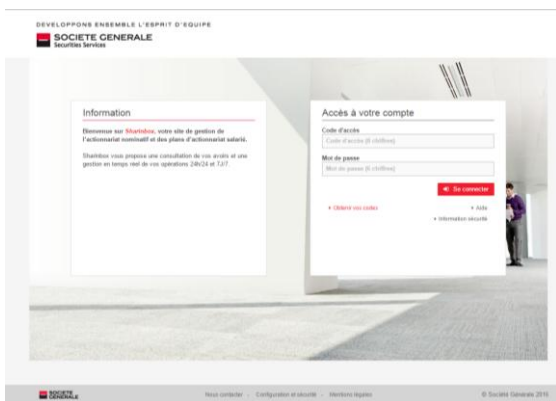 DEVELOPPONS ENSEMBLE L'ESPRIT D'EQUIPE
SOCIETE GENERALE
Securities Services
Information
Bienvenue sur Sharinbox, votre site de gestion de
l'actionnariat nominatif et des plans d'actionnariat salarié.
Sharinbox vous propose une consultation de vos avoirs et une
gestion en temps réel de vos opérations 24h/24 et 7J/7.
Accès à votre compte
Code d'accès
Code d'accès (8 chiffres)
Mot de passe
Mot de passe (6 chiffres)
Se connecter
Obtenir vos codes
Aide
Information sécurité
SOCIETE
GENERALE
Nous contacter - Configuration et sécurité - Mentions légales
© Société Générale 2016